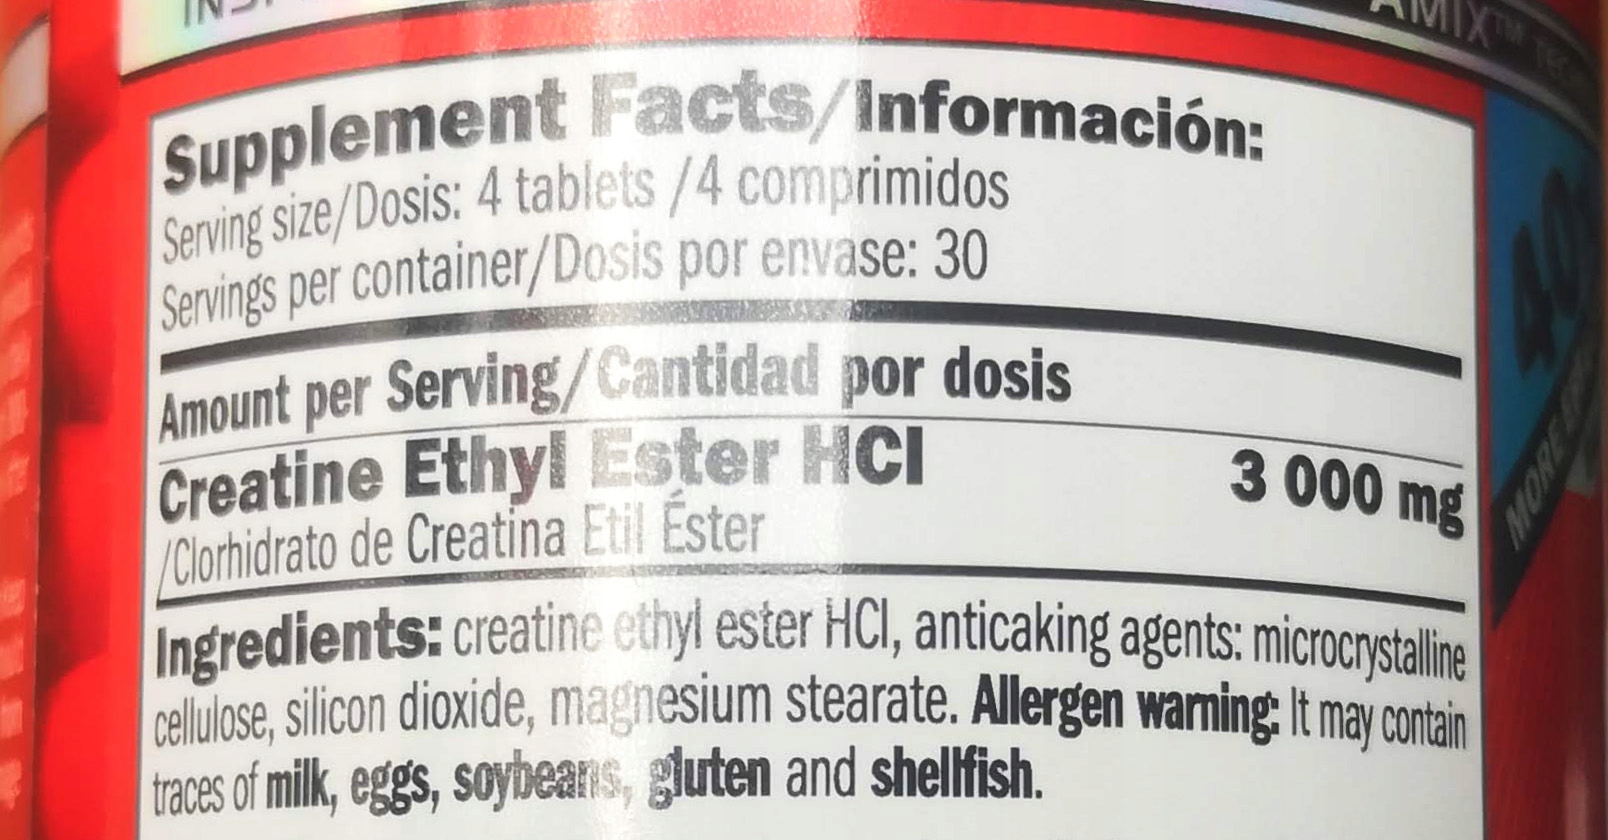 AMIX™
Supplement Facts/Información:
Serving size/Dosis: 4 tablets /4 comprimidos
Servings per container/Dosis por envase: 30
Amount per Serving/Cantidad por dosis
Creatine Ethyl Ester HCl 3 000 mg
/Clorhidrato de Creatina Etil Éster
Ingredients: creatine ethyl ester HCl, anticaking agents: microcrystalline
cellulose, silicon dioxide, magnesium stearate. Allergen warning: It may contain
traces of milk, eggs, soybeans, gluten and shellfish.
MORE